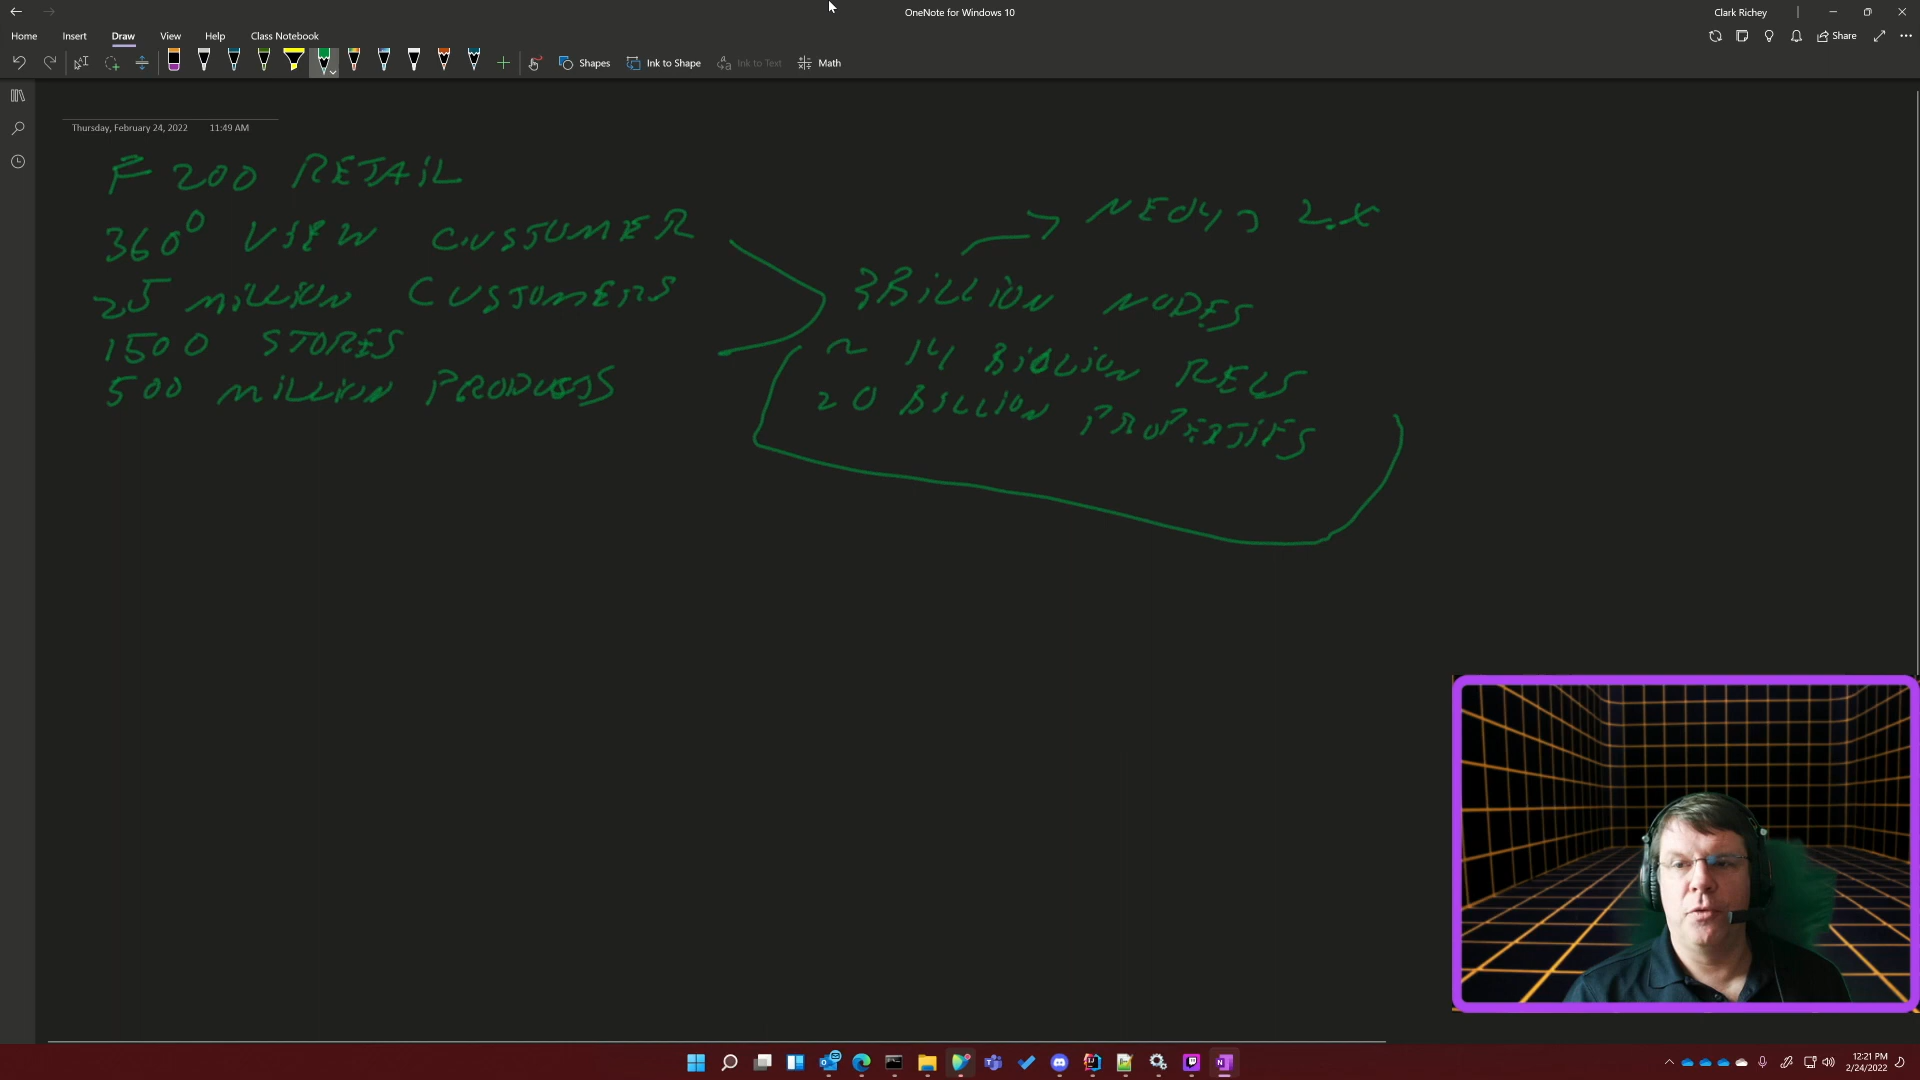 OneNote for Windows 10
Clark Richey
Home Insert Draw View Help Class Notebook
Share
Shapes Ink to Shape Ink to Text Math
Thursday, February 24, 2022 11:49 AM
F 200 RETAIL
360° VIEW CUSTOMER
25 MILLION CUSTOMERS
1500 STORES
500 MILLION PRODUCTS
NEO4J 2.X
3 BILLION NODES
~ 14 BILLION RELS
20 BILLION PROPERTIES
12:21 PM
2/24/2022